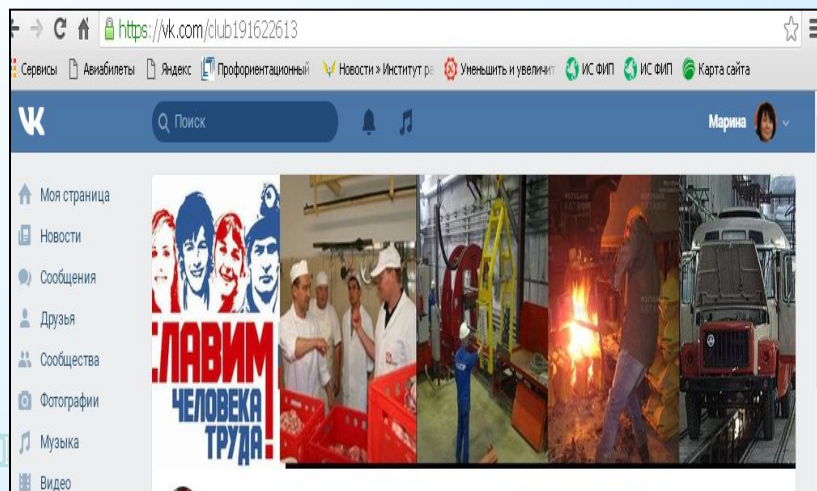 https://vk.com/club191622613
Сервисы Авиабилеты Яндекс Профориентационный Новости » Институт ра Уменьшить и увеличит ИС ФИП ИС ФИП Карта сайта
Поиск Марина
Моя страница
Новости
Сообщения
Друзья
Сообщества
Фотографии
Музыка
Видео
СЛАВИМ
ЧЕЛОВЕКА
ТРУДА!